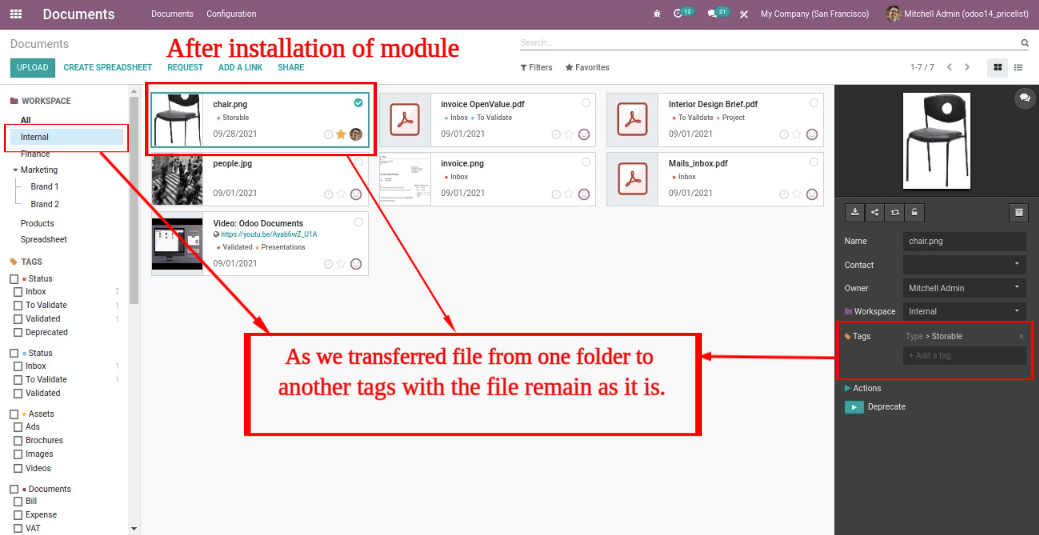 Documents Documents Configuration 12 21 My Company (San Francisco) Mitchell Admin (odoo14_pricelist)
Documents
After installation of module
Search...
UPLOAD CREATE SPREADSHEET REQUEST ADD A LINK SHARE
Filters Favorites 1-7 / 7
WORKSPACE
All
Internal
Finance
Marketing
Brand 1
Brand 2
Products
Spreadsheet
TAGS
Status
Inbox 2
To Validate 1
Validated 1
Deprecated
Status
Inbox 1
To Validate 1
Validated
Assets
Ads
Brochures
Images
Videos
Documents
Bill
Expense
VAT
chair.png
Storable
09/28/2021
invoice OpenValue.pdf
Inbox To Validate
09/01/2021
Interior Design Brief.pdf
To Validate Project
09/01/2021
people.jpg
09/01/2021
invoice.png
Inbox
09/01/2021
Mails_inbox.pdf
Inbox
09/01/2021
Video: Odoo Documents
https://youtu.be/Ayab6wZ_U1A
Validated Presentations
09/01/2021
As we transferred file from one folder to
another tags with the file remain as it is.
Name chair.png
Contact
Owner Mitchell Admin
Workspace Internal
Tags Type > Storable x
+ Add a tag
Actions
Deprecate